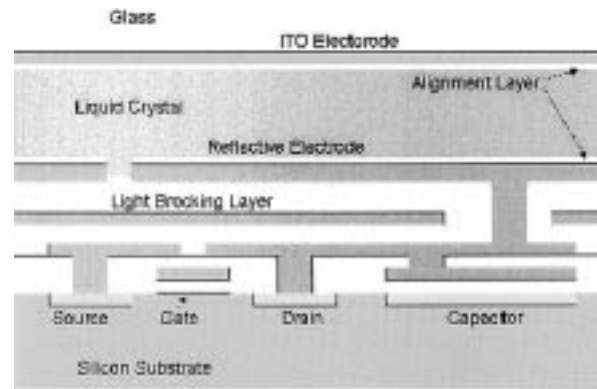 Glass
ITO Electorode
Alignment Layer
Liquid Crystal
Reflective Electrode
Light Brocking Layer
Source
Gate
Drain
Capacitor
Silicon Substrate